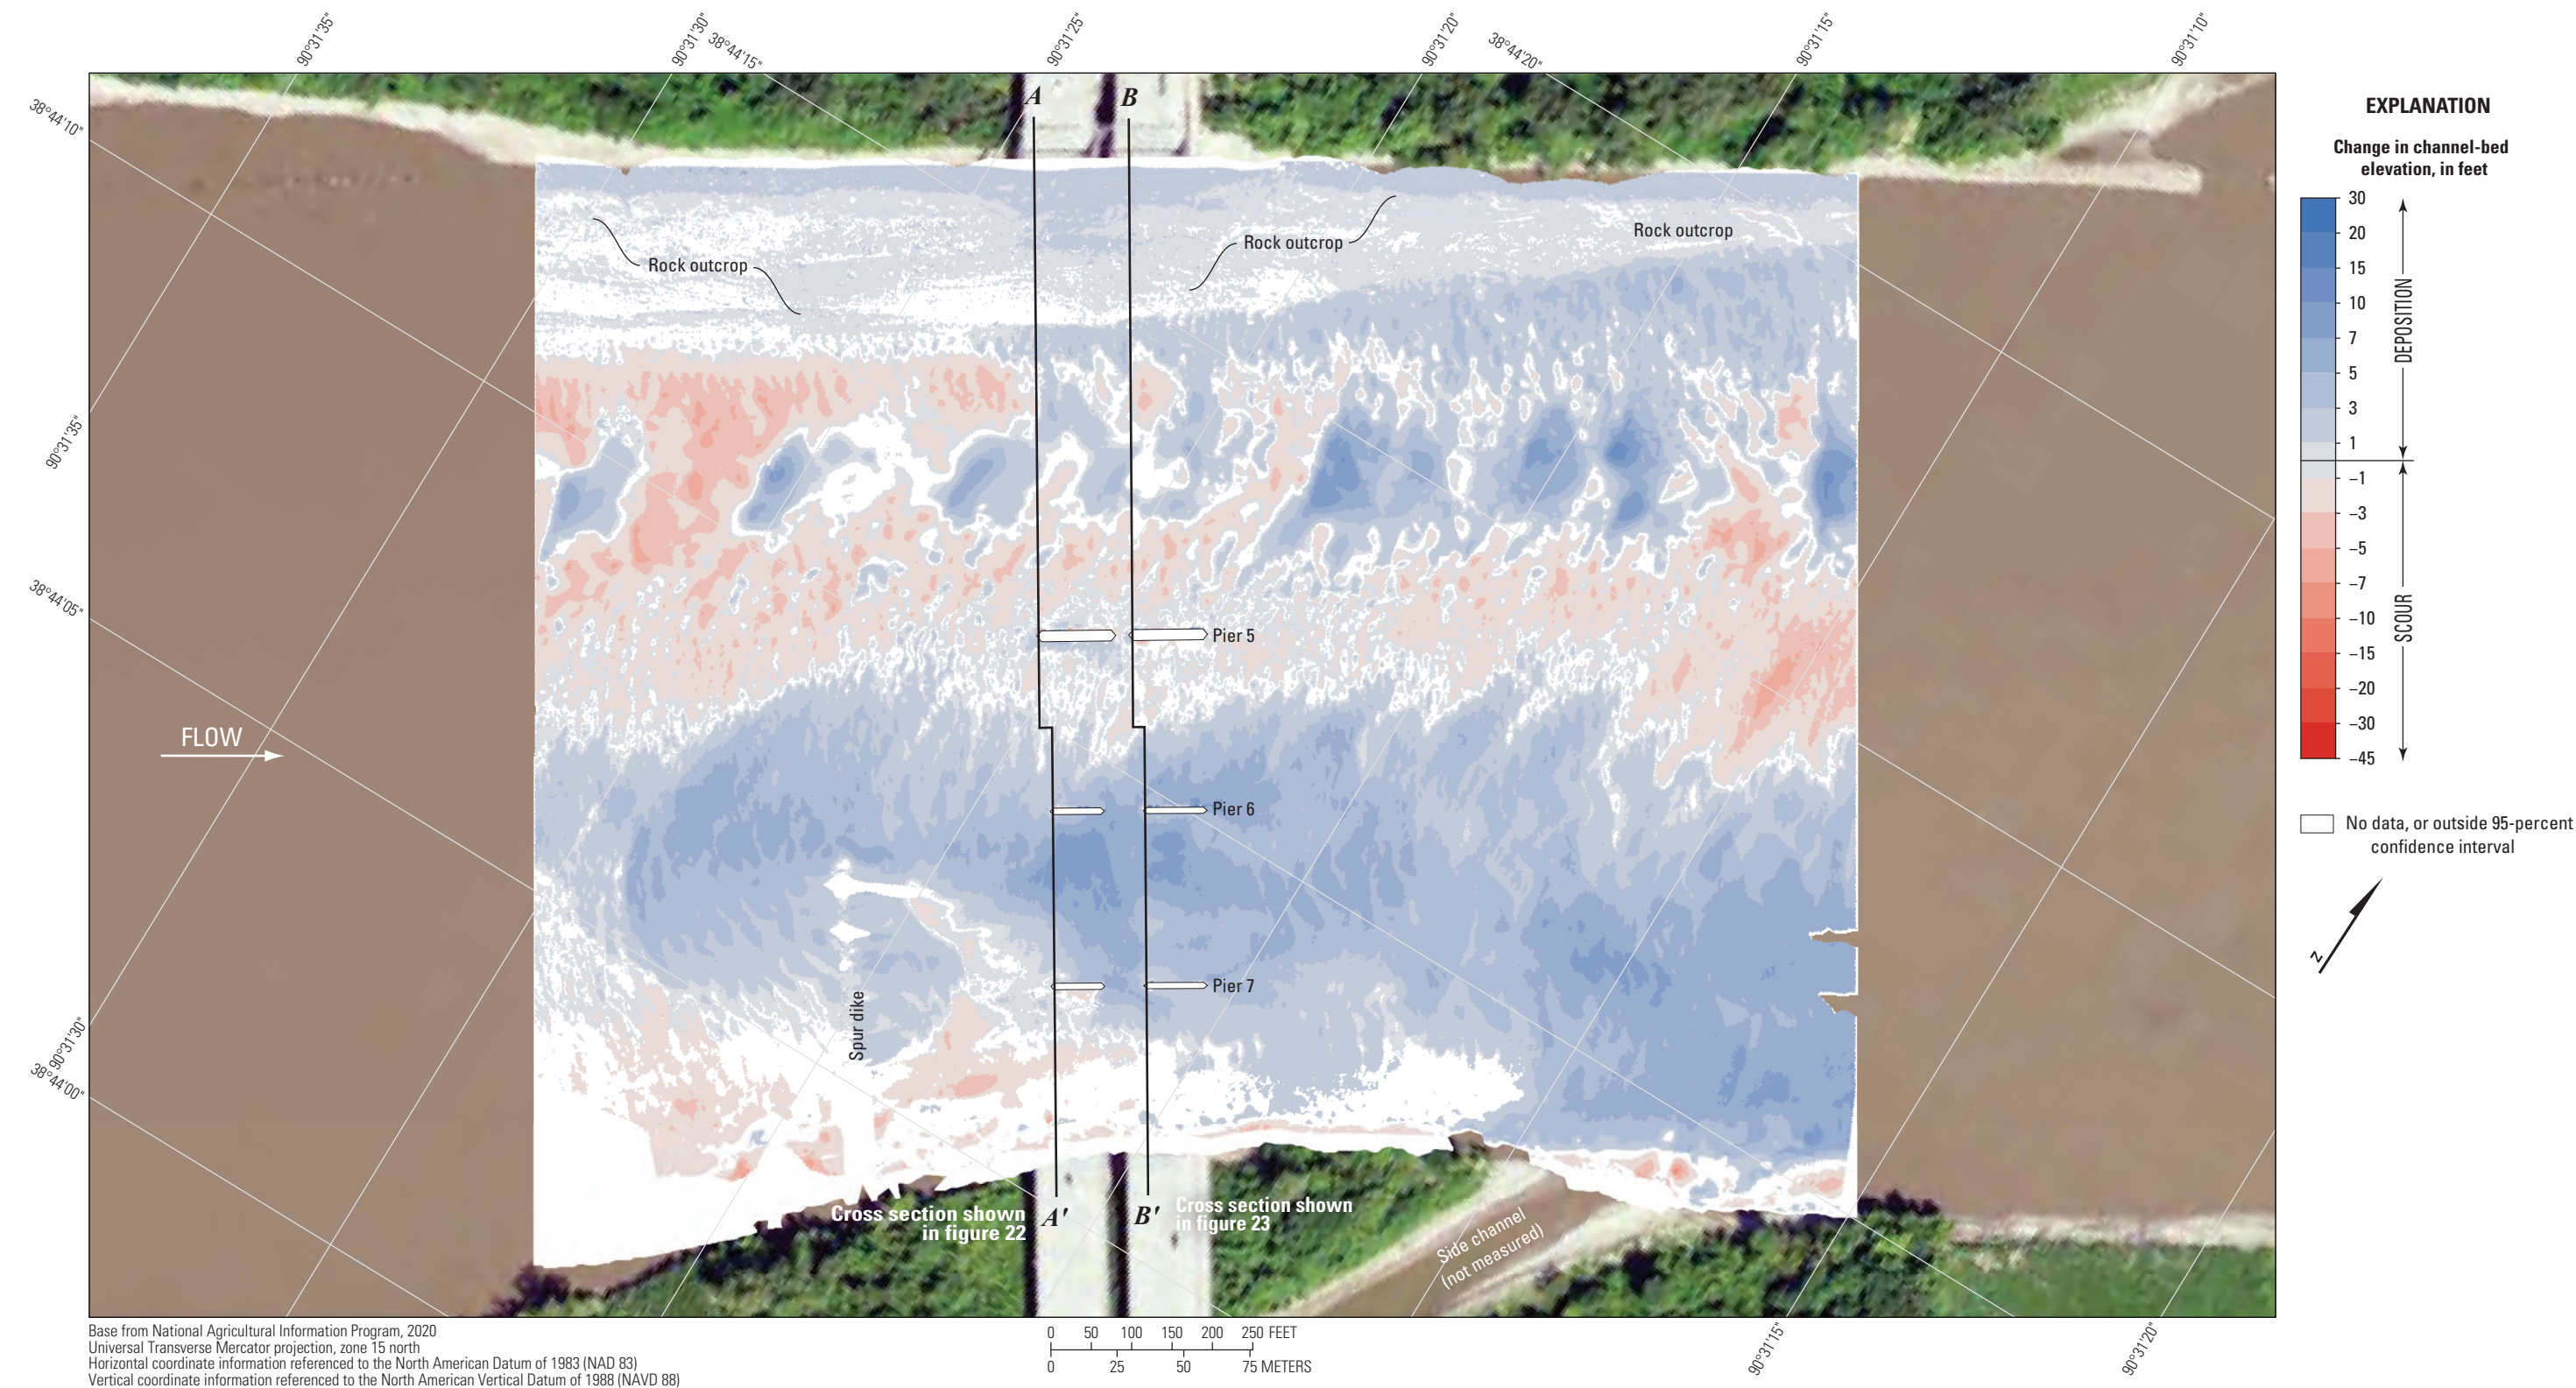 90°31'35"
90°31'30"
38°44'15"
90°31'25"
90°31'20"
38°44'20"
90°31'15"
90°31'10"
38°44'10"
A
B
EXPLANATION
Change in channel-bed
elevation, in feet
30
20
15
10
7
5
3
1
−1
−3
−5
−7
−10
−15
−20
−30
−45
DEPOSITION
SCOUR
No data, or outside 95-percent
confidence interval
N
Rock outcrop
Rock outcrop
Rock outcrop
90°31'35"
38°44'05"
Pier 5
FLOW
Pier 6
Pier 7
Spur dike
90°31'30"
38°44'00"
Cross section shown
in figure 22
A'
B'
Cross section shown
in figure 23
Side channel
(not measured)
90°31'15"
90°31'20"
0 50 100 150 200 250 FEET
0 25 50 75 METERS
Base from National Agricultural Information Program, 2020
Universal Transverse Mercator projection, zone 15 north
Horizontal coordinate information referenced to the North American Datum of 1983 (NAD 83)
Vertical coordinate information referenced to the North American Vertical Datum of 1988 (NAVD 88)